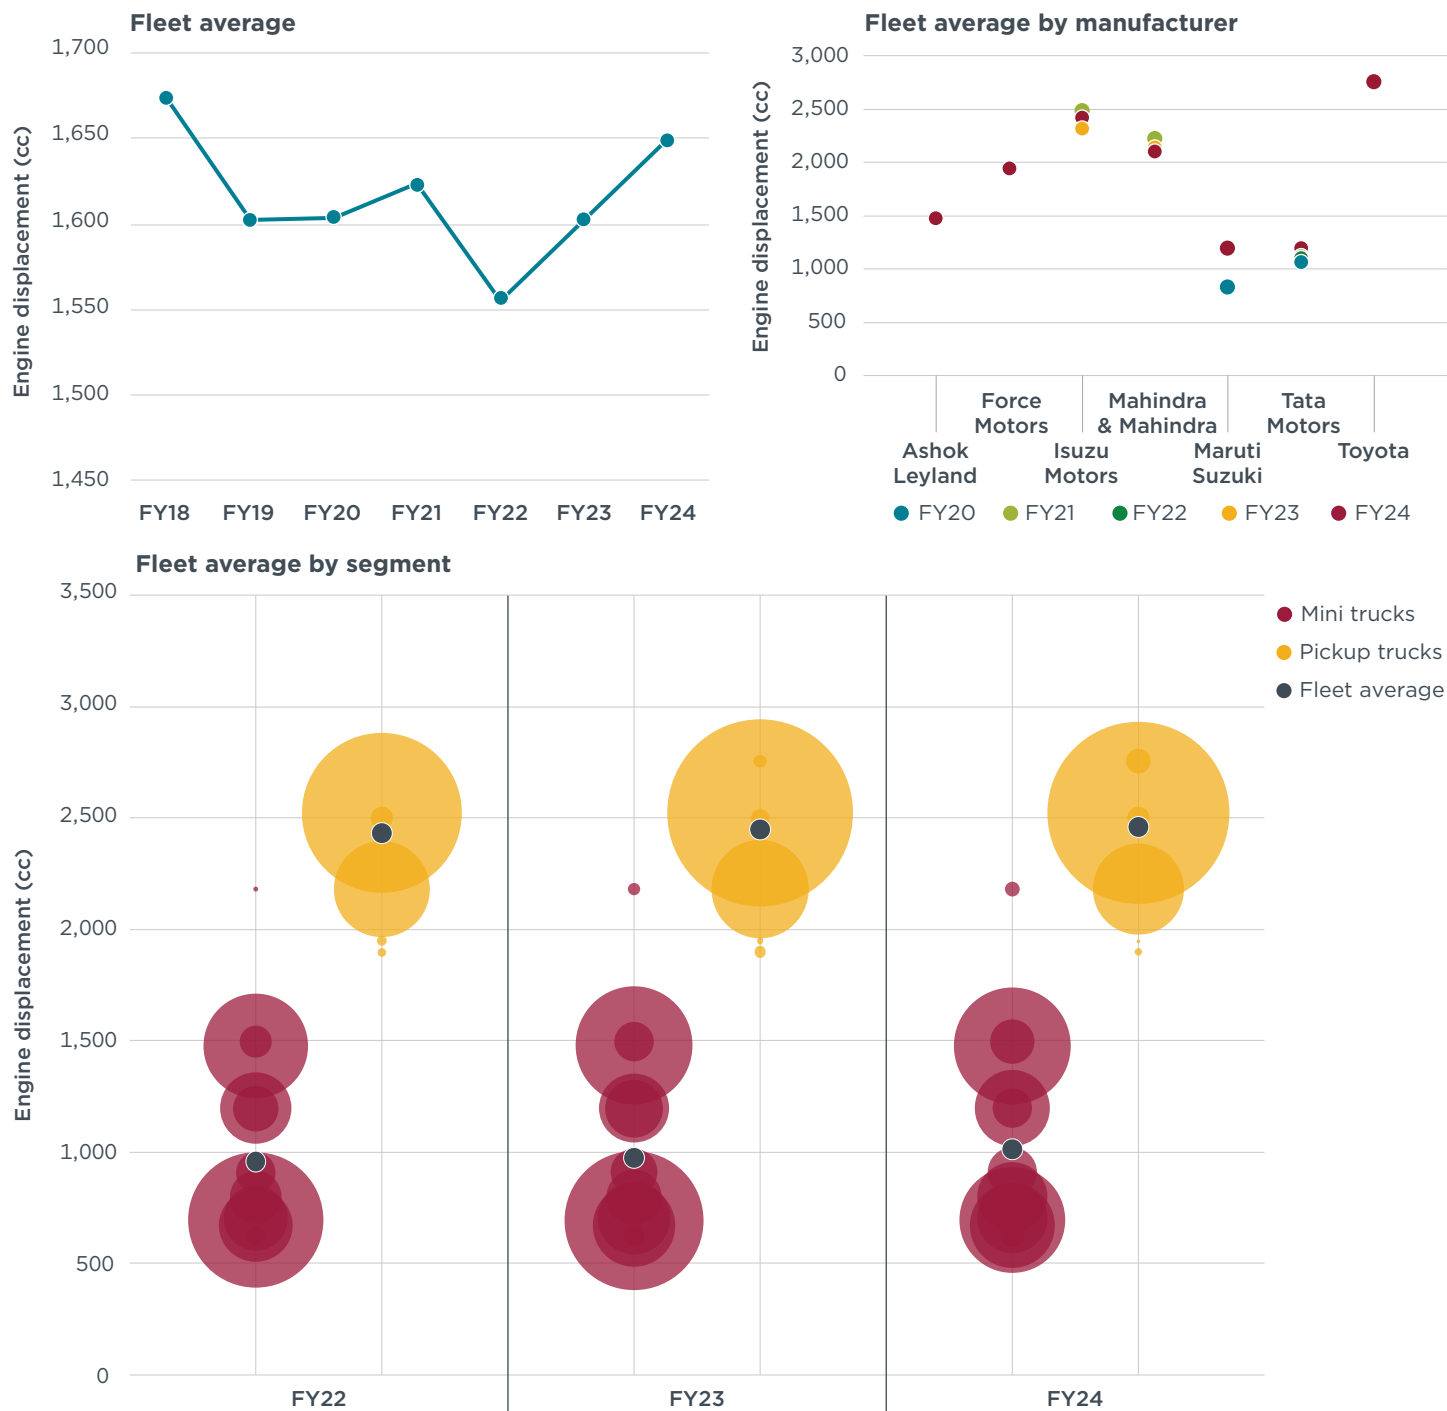 Fleet average
Engine displacement (cc)
1,700
1,650
1,600
1,550
1,500
1,450
FY18 FY19 FY20 FY21 FY22 FY23 FY24
Fleet average by manufacturer
Engine displacement (cc)
3,000
2,500
2,000
1,500
1,000
500
0
Ashok
Leyland
Force
Motors
Isuzu
Motors
Mahindra
& Mahindra
Maruti
Suzuki
Tata
Motors
Toyota
FY20 FY21 FY22 FY23 FY24
Fleet average by segment
Engine displacement (cc)
3,500
3,000
2,500
2,000
1,500
1,000
500
0
FY22 FY23 FY24
Mini trucks
Pickup trucks
Fleet average